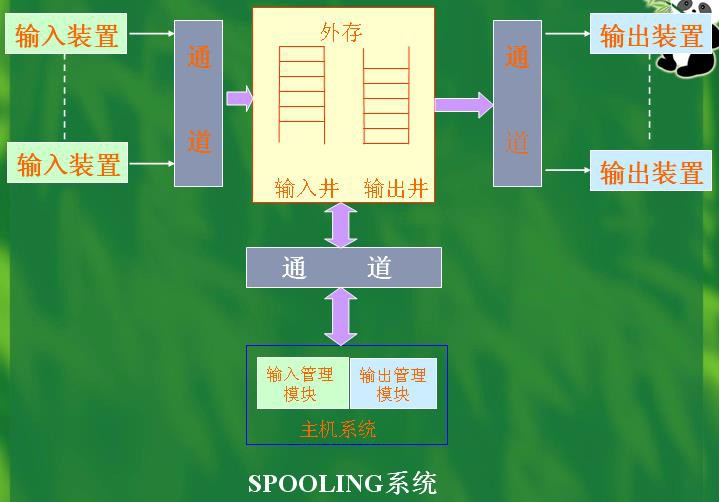 输入装置
输入装置
通
道
外存
输入井 输出井
通
道
输出装置
输出装置
通 道
输入管理
模块
输出管理
模块
主机系统
SPOOLING系统